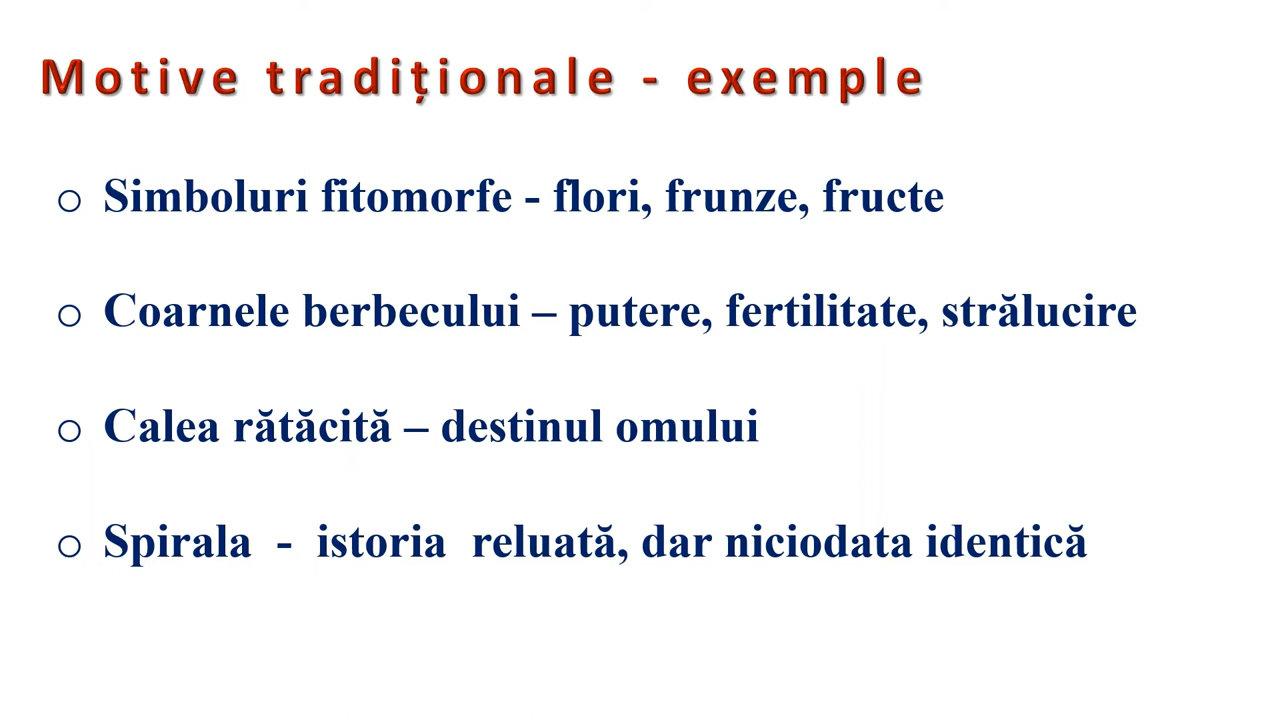 Motive tradiționale - exemple
o Simboluri fitomorfe - flori, frunze, fructe
o Coarnele berbecului – putere, fertilitate, strălucire
o Calea rătăcită – destinul omului
o Spirala - istoria reluată, dar niciodata identică